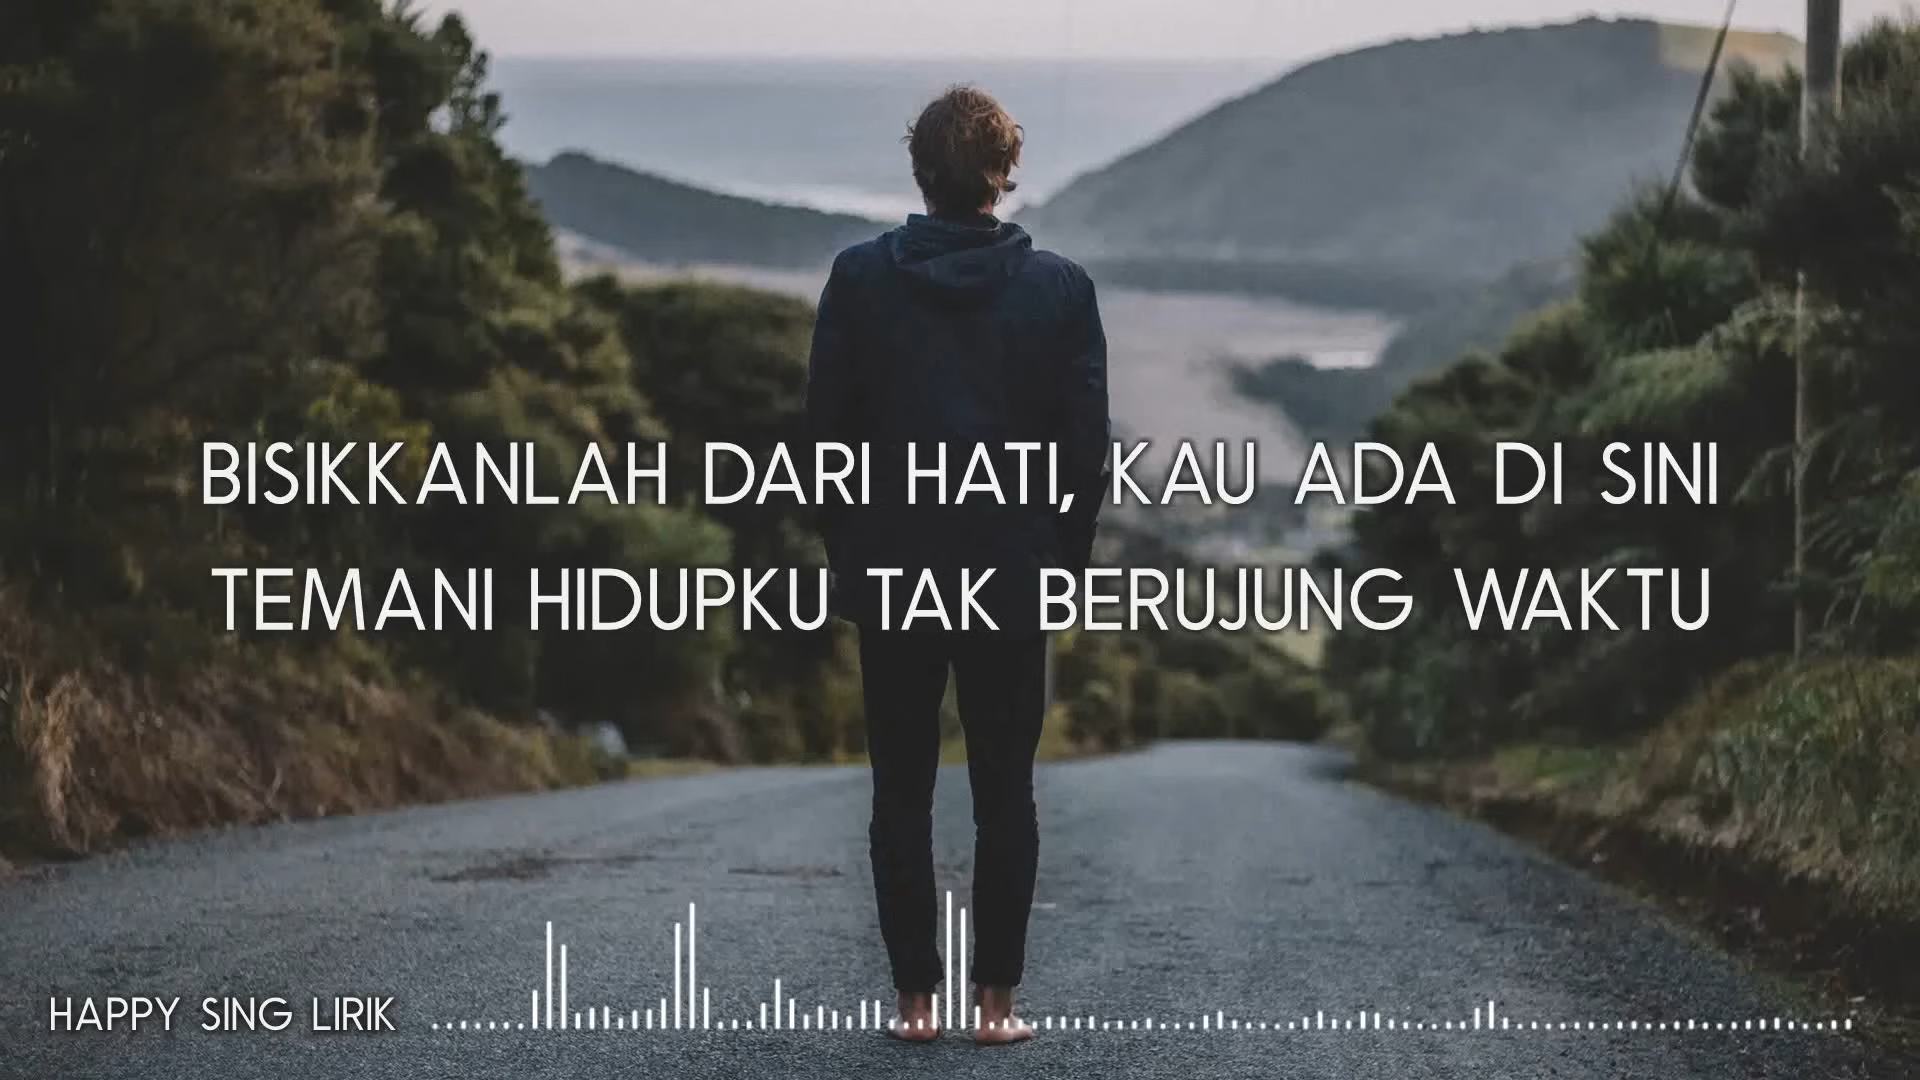 BISIKKANLAH DARI HATI, KAU ADA DI SINI
TEMANI HIDUPKU TAK BERUJUNG WAKTU
HAPPY SING LIRIK